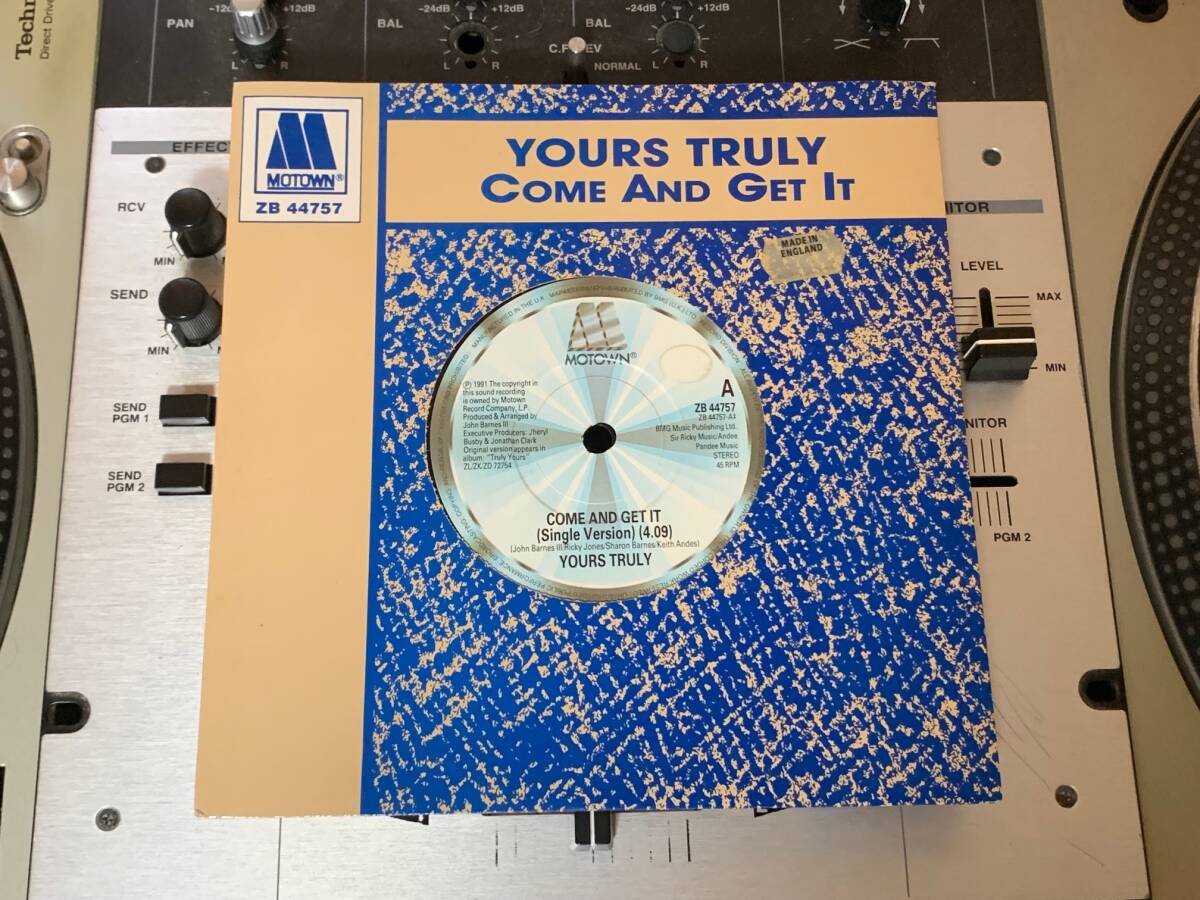 Techn
Direct Drive
PAN
-12
L
R
-24dB
+12dB
BAL
L
R
C.F. REV
NORMAL
-24dB
+12dB
BAL
L
R
EFFECT
RCV
MIN
SEND
MIN
SEND
PGM 1
SEND
PGM 2
MOTOWN®
ZB 44757
YOURS TRULY
COME AND GET IT
MADE IN
ENGLAND
MOTOWN®
A
ZB 44757
ZB 44757-A1
BMG Music Publishing Ltd.
Sir Ricky Music/Andee
Pandee Music
STEREO
45 RPM
℗ 1991 The copyright in
this sound recording
is owned by Motown
Record Company, L.P.
Produced & Arranged by
John Barnes III
Executive Producers: Jheryl
Busby & Jonathan Clark
Original version appears in
album: "Truly Yours"
ZL/ZK/ZD 72754
COME AND GET IT
(Single Version) (4.09)
(John Barnes III/Ricky Jones/Sharon Barnes/Keith Andes)
YOURS TRULY
ITOR
LEVEL
MAX
MIN
ONITOR
PGM 2